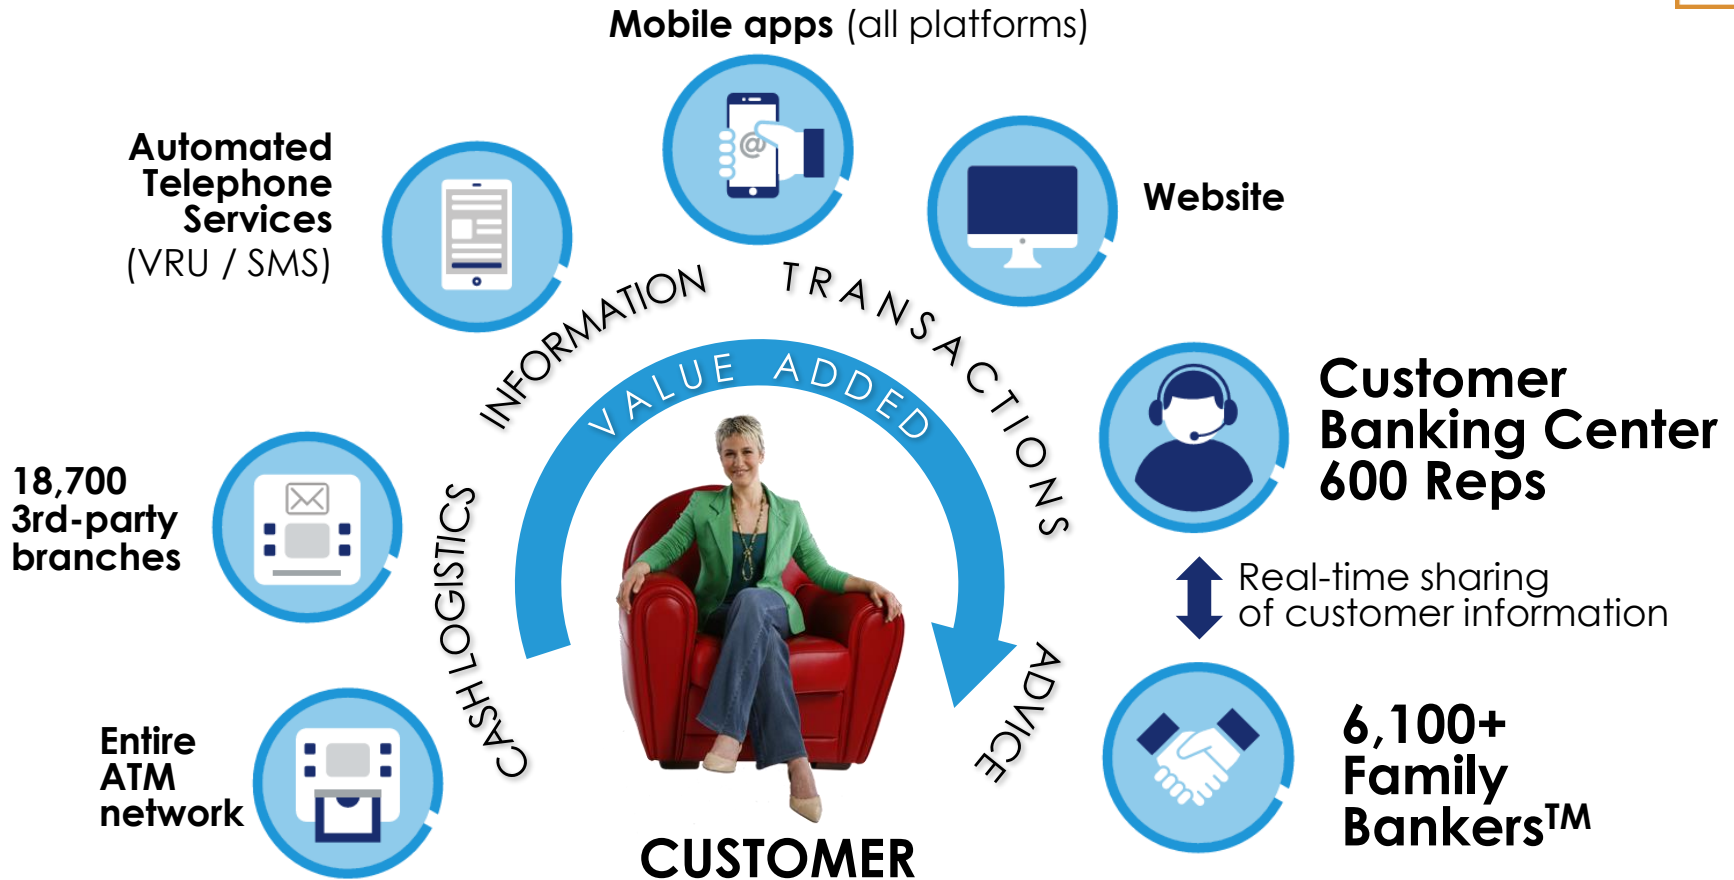 Mobile apps (all platforms)
Automated
Telephone
Services
(VRU / SMS)
@
Website
INFORMATION
TRANSACTIONS
VALUE ADDED
Customer
Banking Center
600 Reps
18,700
3rd-party
branches
CASH LOGISTICS
Real-time sharing
of customer information
ADVICE
Entire
ATM
network
6,100+
Family
Bankers™
CUSTOMER